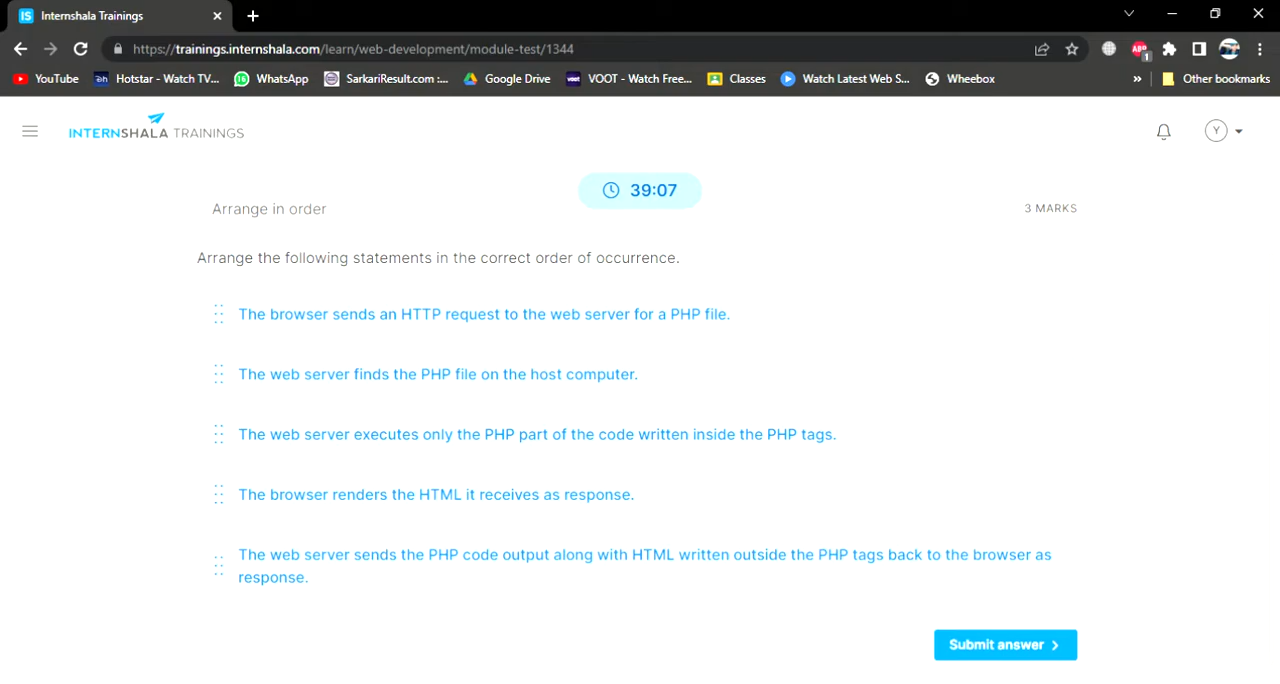 Internshala Trainings
https://trainings.internshala.com/learn/web-development/module-test/1344
ABP
1
YouTube
Hotstar - Watch TV...
WhatsApp
SarkariResult.com :...
Google Drive
VOOT - Watch Free...
Classes
Watch Latest Web S...
Wheebox
Other bookmarks
INTERNSHALA TRAININGS
Y
39:07
Arrange in order
3 MARKS
Arrange the following statements in the correct order of occurrence.
The browser sends an HTTP request to the web server for a PHP file.
The web server finds the PHP file on the host computer.
The web server executes only the PHP part of the code written inside the PHP tags.
The browser renders the HTML it receives as response.
The web server sends the PHP code output along with HTML written outside the PHP tags back to the browser as
response.
Submit answer